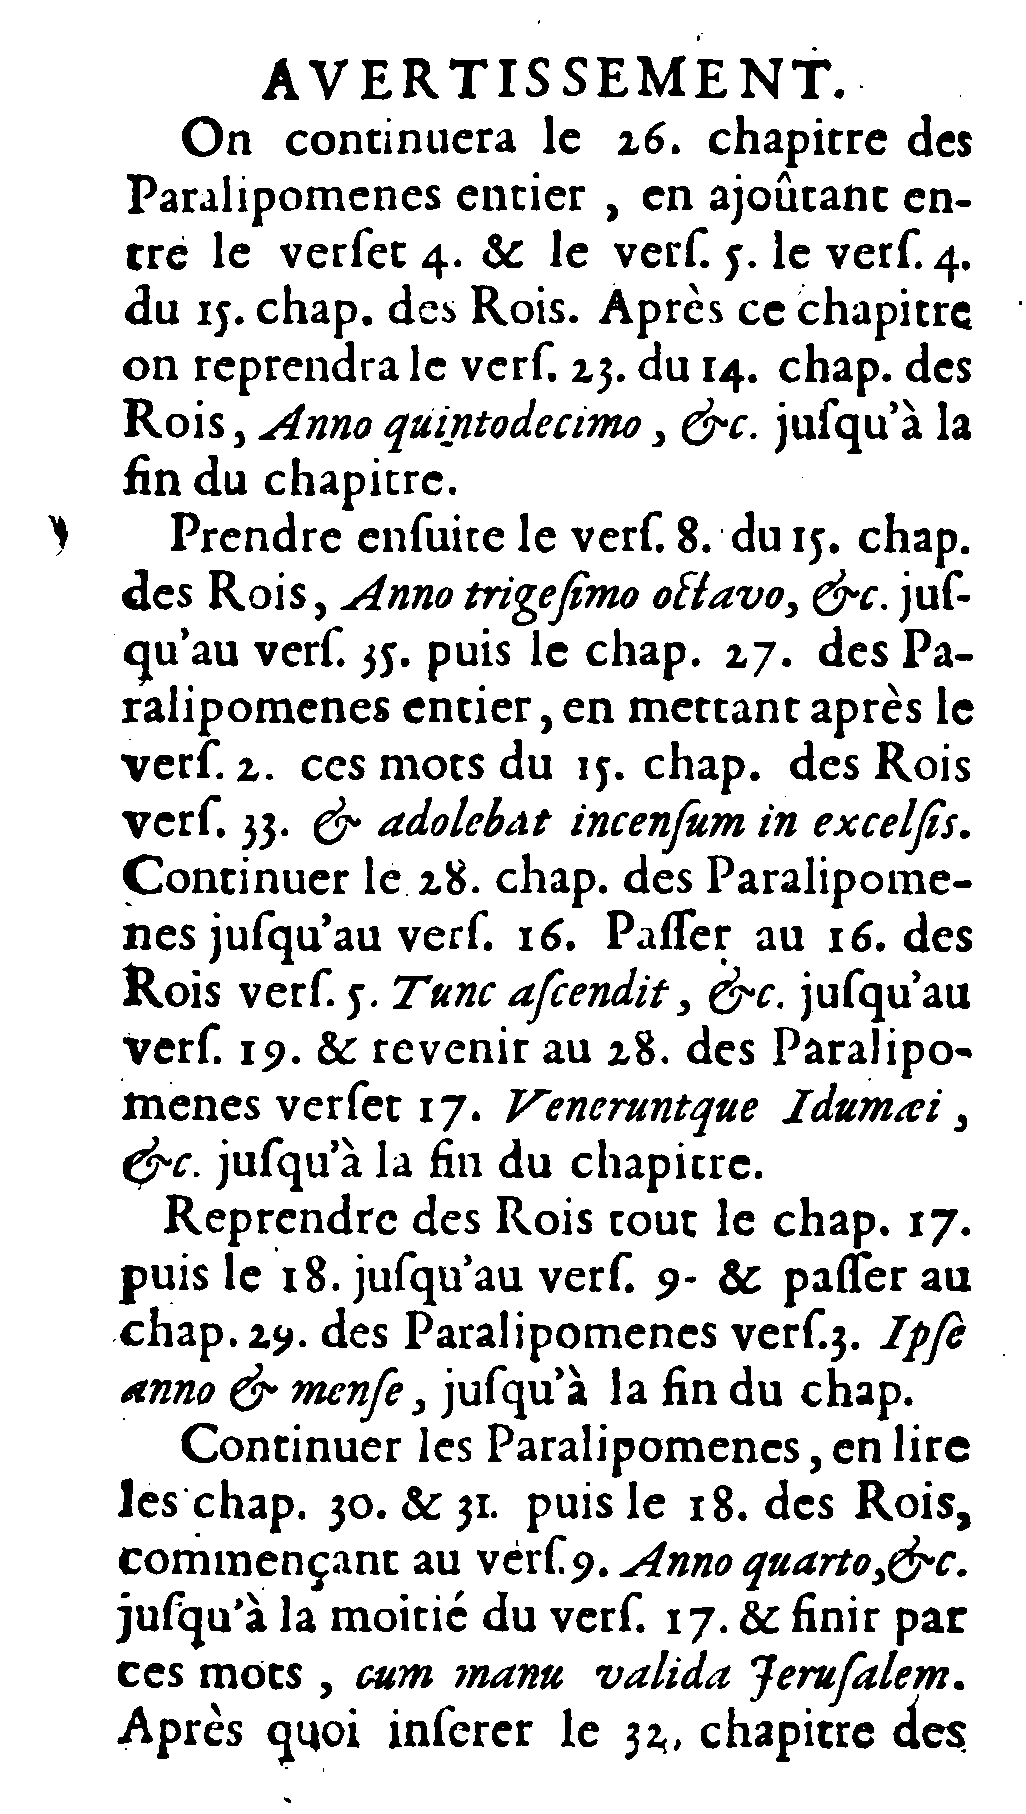 AVERTISSEMENT.
On continuera le 26. chapitre des
Paralipomenes entier, en ajoûtant en-
tre le verſet 4. & le verſ. 5. le verſ. 4.
du 15. chap. des Rois. Après ce chapitre
on reprendra le verſ. 23. du 14. chap. des
Rois, Anno quintodecimo, &c. juſqu'à la
fin du chapitre.
Prendre enſuite le verſ. 8. du 15. chap.
des Rois, Anno trigeſimo octavo, &c. juſ-
qu'au verſ. 35. puis le chap. 27. des Pa-
ralipomenes entier, en mettant après le
verſ. 2. ces mots du 15. chap. des Rois
verſ. 33. & adolebat incenſum in excelſis.
Continuer le 28. chap. des Paralipome-
nes juſqu'au verſ. 16. Paſſer au 16. des
Rois verſ. 5. Tunc aſcendit, &c. juſqu'au
verſ. 19. & revenir au 28. des Paralipo-
menes verſet 17. Veneruntque Idumæi,
&c. juſqu'à la fin du chapitre.
Reprendre des Rois tout le chap. 17.
puis le 18. juſqu'au verſ. 9- & paſſer au
chap. 29. des Paralipomenes verſ. 3. Ipſe
anno & menſe, juſqu'à la fin du chap.
Continuer les Paralipomenes, en lire
les chap. 30. & 31. puis le 18. des Rois,
commençant au verſ. 9. Anno quarto, &c.
juſqu'à la moitié du verſ. 17. & finir par
ces mots, cum manu valida Jeruſalem.
Après quoi inſerer le 32, chapitre des